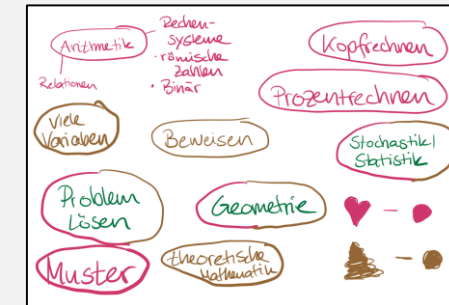 Arithmetik
Rechen-
systeme
• römische
Zahlen
• Binär
Relationen
Kopfrechnen
Prozentrechnen
Viele
Variablen
Beweisen
Stochastik/
Statistik
Problem
Lösen
Geometrie
Muster
theoretische
Mathematik